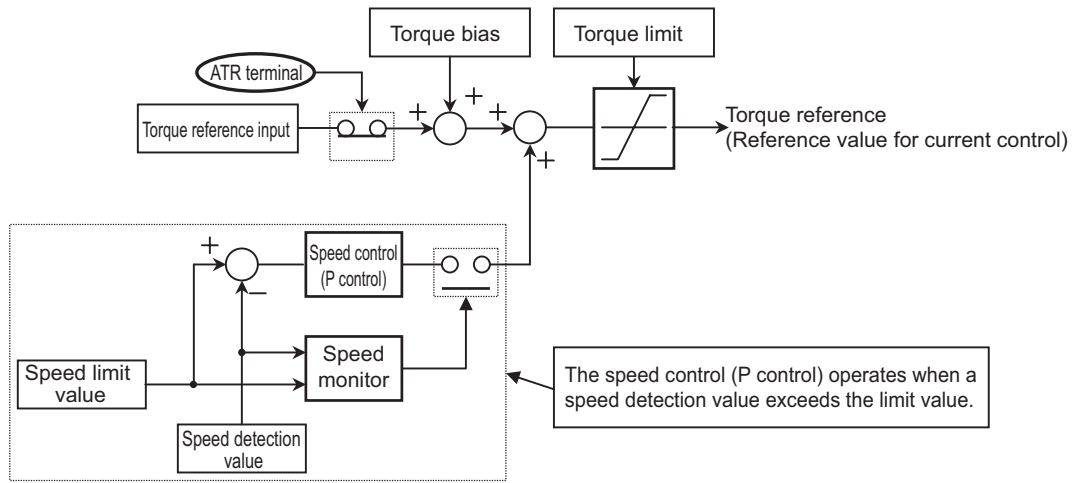 Torque bias
Torque limit
ATR terminal
Torque reference input
+
+
+
+
Torque reference
(Reference value for current control)
+
−
Speed control
(P control)
Speed
monitor
Speed limit
value
Speed detection
value
The speed control (P control) operates when a
speed detection value exceeds the limit value.